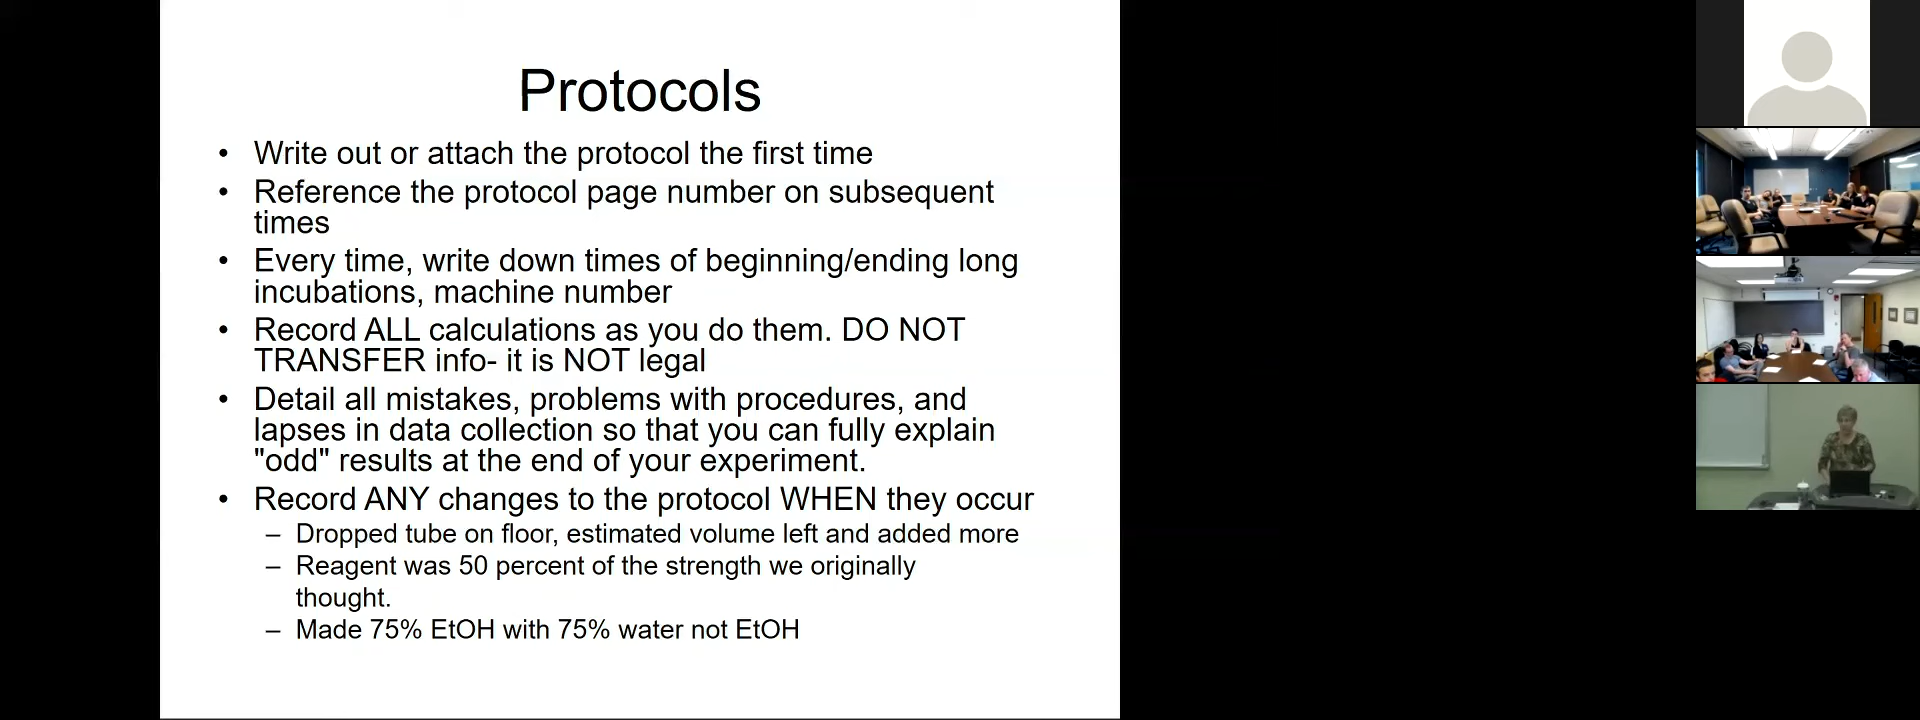 Protocols
• Write out or attach the protocol the first time
• Reference the protocol page number on subsequent
times
• Every time, write down times of beginning/ending long
incubations, machine number
• Record ALL calculations as you do them. DO NOT
TRANSFER info- it is NOT legal
• Detail all mistakes, problems with procedures, and
lapses in data collection so that you can fully explain
"odd" results at the end of your experiment.
• Record ANY changes to the protocol WHEN they occur
– Dropped tube on floor, estimated volume left and added more
– Reagent was 50 percent of the strength we originally
thought.
– Made 75% EtOH with 75% water not EtOH